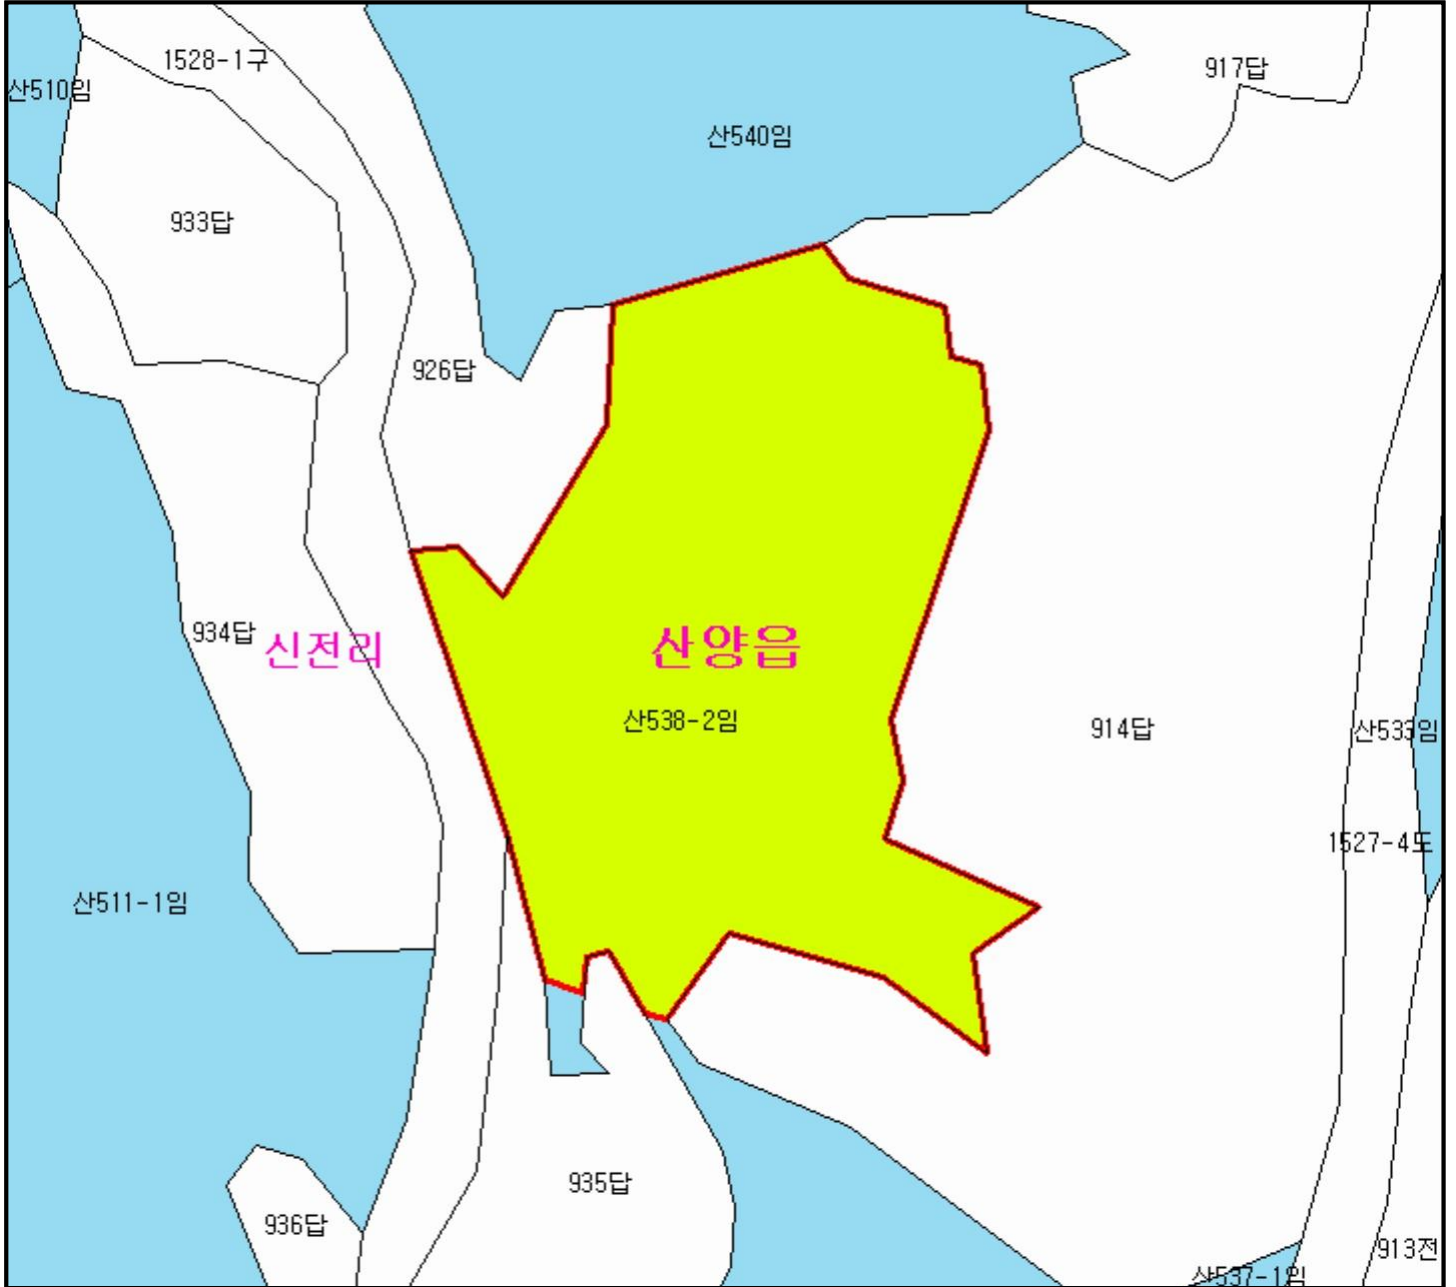 1528-1구
917답
산510임
산540임
933답
926답
934답
신전리
산양읍
산538-2임
914답
산533임
1527-4도
산511-1임
935답
936답
913전
산537-1임